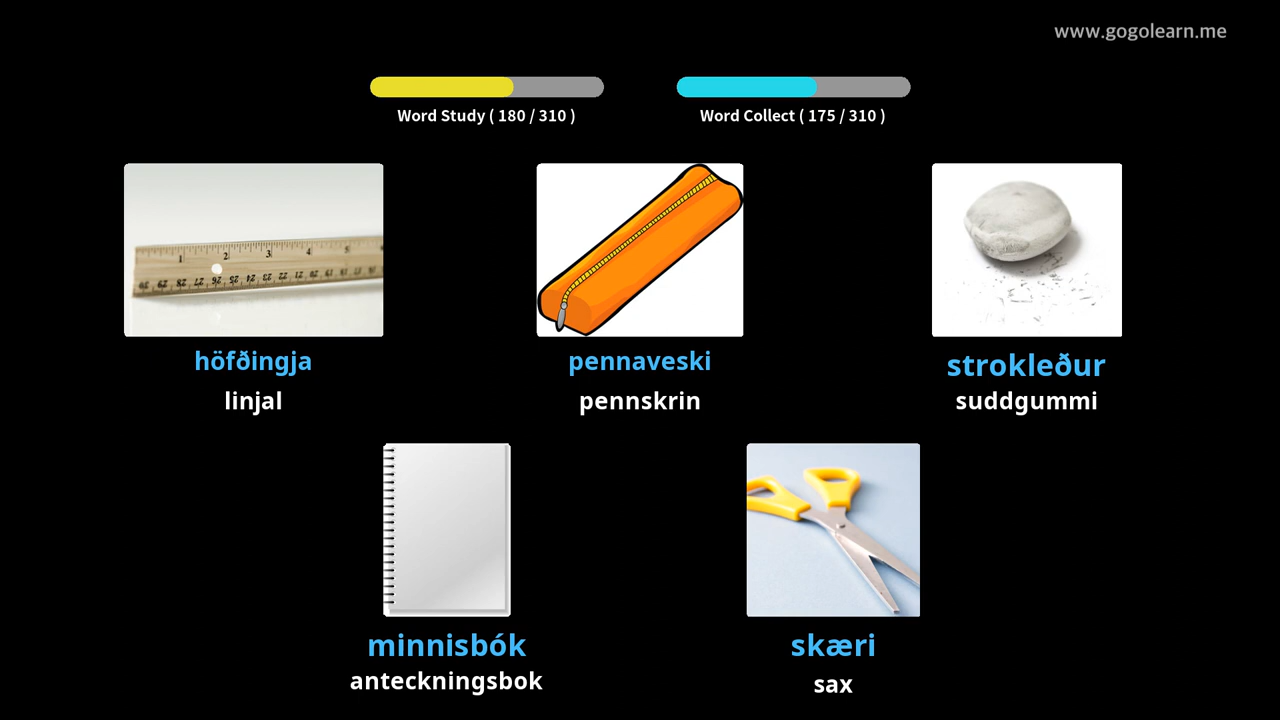 www.gogolearn.me
Word Study ( 180 / 310 )
Word Collect ( 175 / 310 )
höfðingja
linjal
pennaveski
pennskrin
strokleður
suddgummi
minnisbók
anteckningsbok
skæri
sax